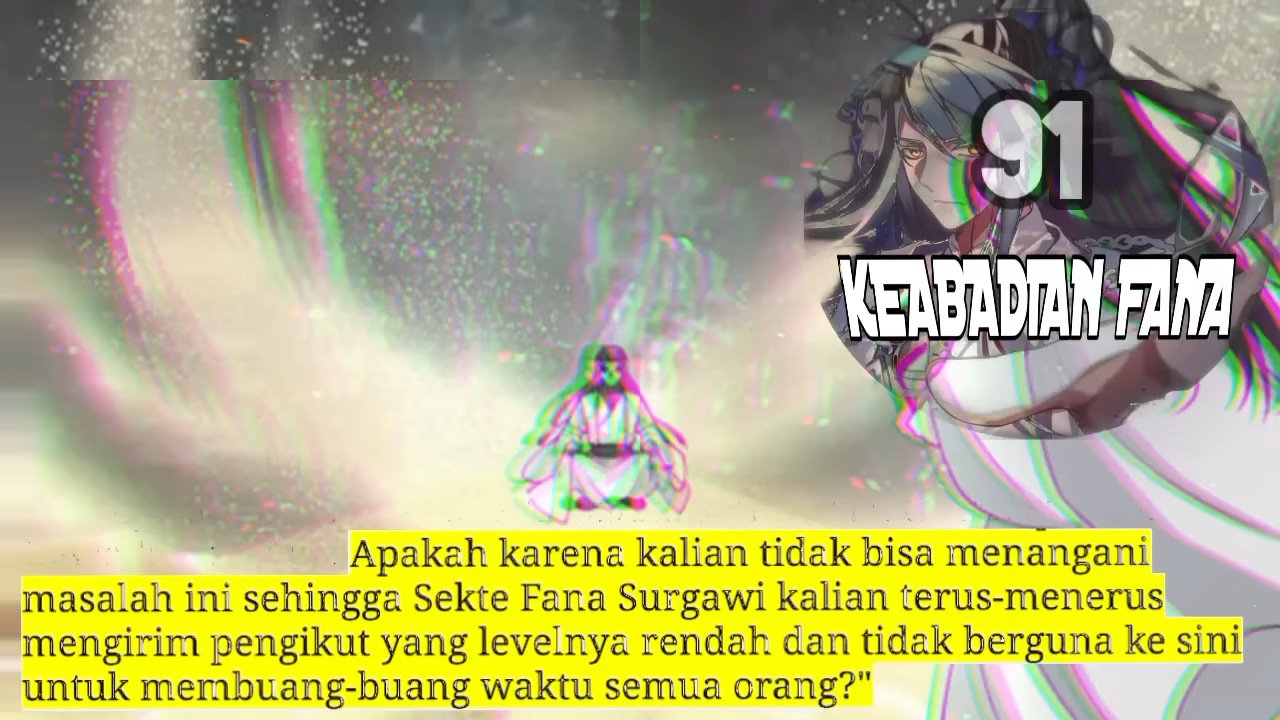 91
KEABADIAN FANA
Apakah karena kalian tidak bisa menangani
masalah ini sehingga Sekte Fana Surgawi kalian terus-menerus
mengirim pengikut yang levelnya rendah dan tidak berguna ke sini
untuk membuang-buang waktu semua orang?"